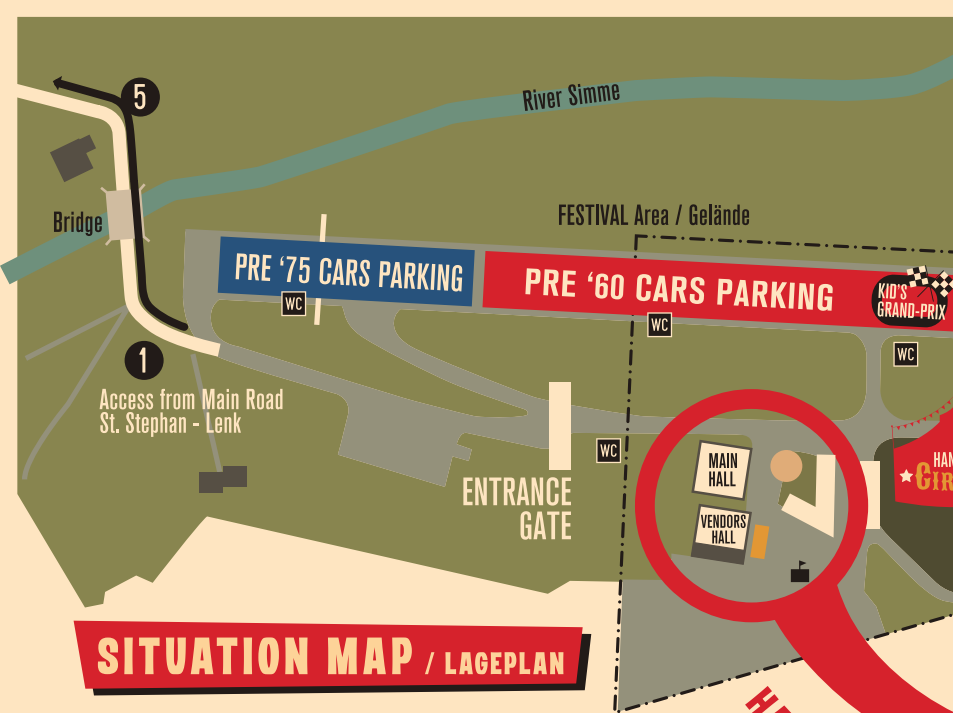 5
River Simme
Bridge
FESTIVAL Area / Gelände
PRE ‘75 CARS PARKING
PRE ‘60 CARS PARKING
KID'S
GRAND-PRIX
WC
WC
WC
1
Access from Main Road
St. Stephan - Lenk
WC
MAIN
HALL
ENTRANCE
GATE
VENDORS
HALL
SITUATION MAP / LAGEPLAN